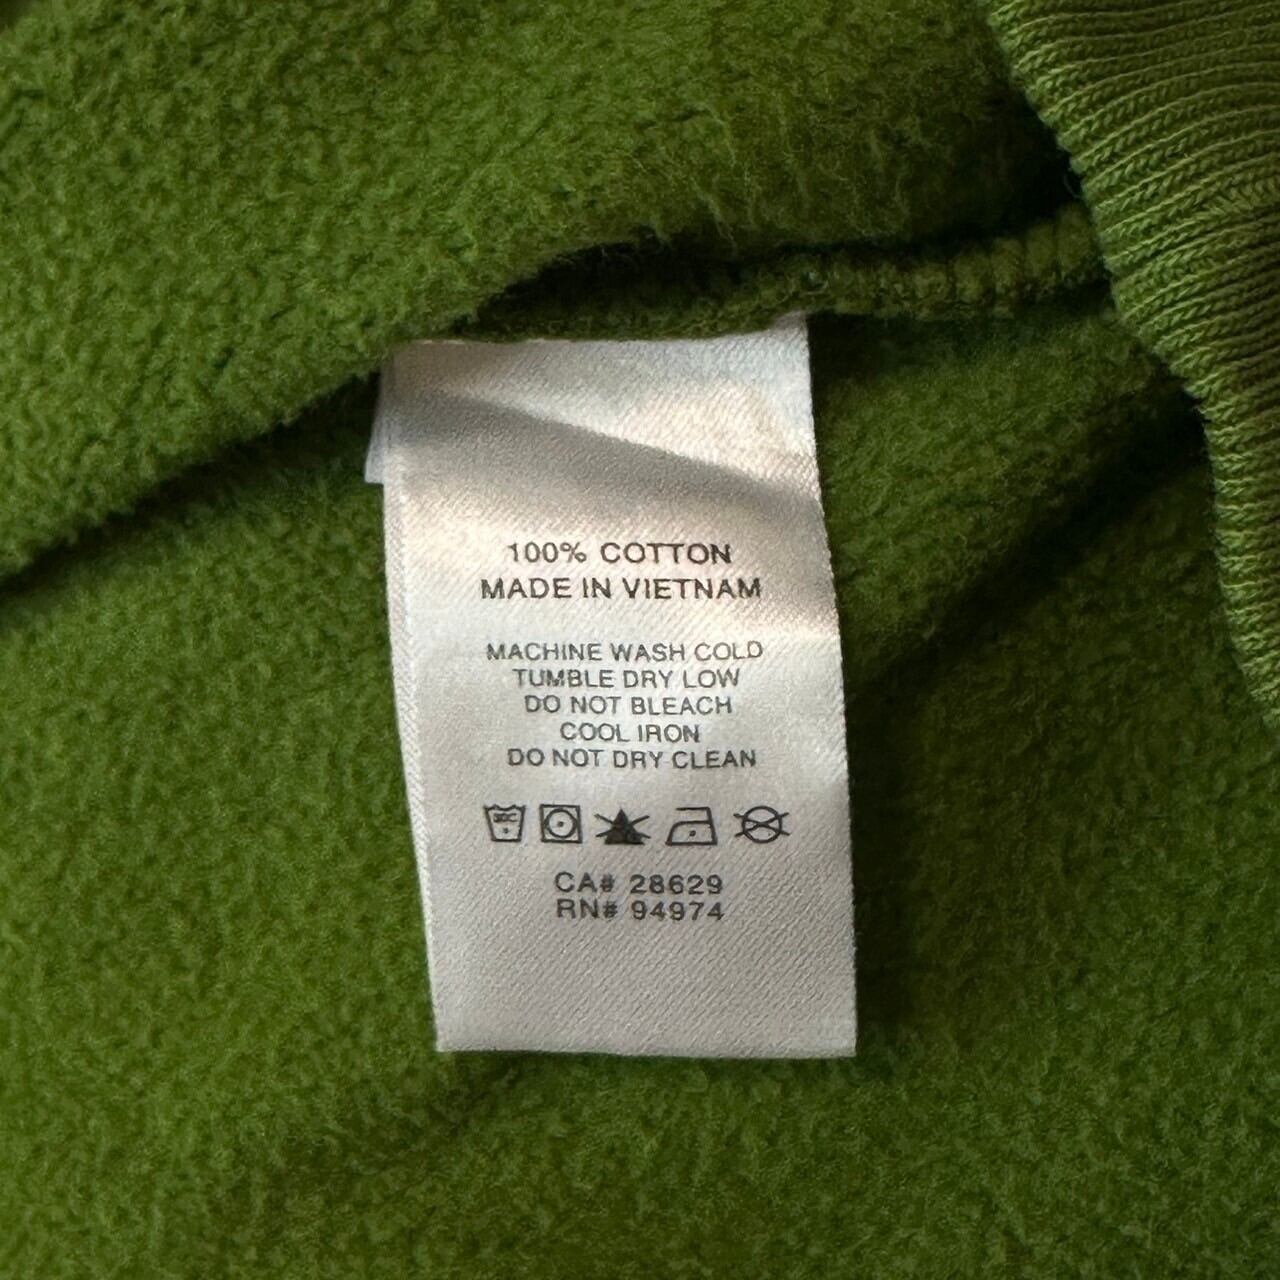 100% COTTON
MADE IN VIETNAM
MACHINE WASH COLD
TUMBLE DRY LOW
DO NOT BLEACH
COOL IRON
DO NOT DRY CLEAN
CA# 28629
RN# 94974